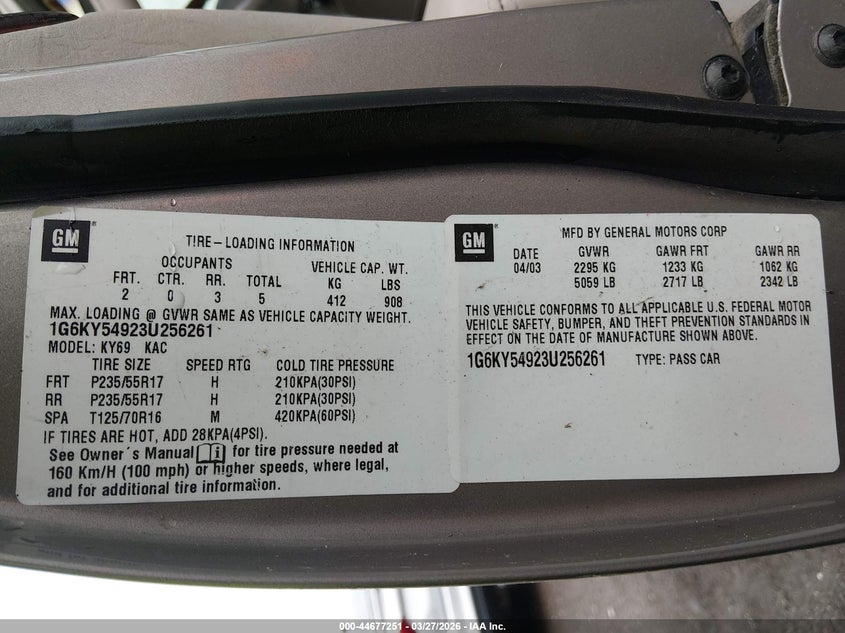 GM
TIRE-LOADING INFORMATION
OCCUPANTS VEHICLE CAP. WT.
FRT. CTR. RR. TOTAL KG LBS
2 0 3 5 412 908
MAX. LOADING @ GVWR SAME AS VEHICLE CAPACITY WEIGHT.
1G6KY54923U256261
MODEL: KY69 KAC
TIRE SIZE SPEED RTG COLD TIRE PRESSURE
FRT P235/55R17 H 210KPA(30PSI)
RR P235/55R17 H 210KPA(30PSI)
SPA T125/70R16 M 420KPA(60PSI)
IF TIRES ARE HOT, ADD 28KPA(4PSI).
See Owner's Manual for tire pressure needed at
160 Km/H (100 mph) or higher speeds, where legal,
and for additional tire information.
GM
MFD BY GENERAL MOTORS CORP
DATE GVWR GAWR FRT GAWR RR
04/03 2295 KG 1233 KG 1062 KG
5059 LB 2717 LB 2342 LB
THIS VEHICLE CONFORMS TO ALL APPLICABLE U.S. FEDERAL MOTOR
VEHICLE SAFETY, BUMPER, AND THEFT PREVENTION STANDARDS IN
EFFECT ON THE DATE OF MANUFACTURE SHOWN ABOVE.
1G6KY54923U256261 TYPE: PASS CAR
000-44677251 - 03/27/2026 - IAA Inc.